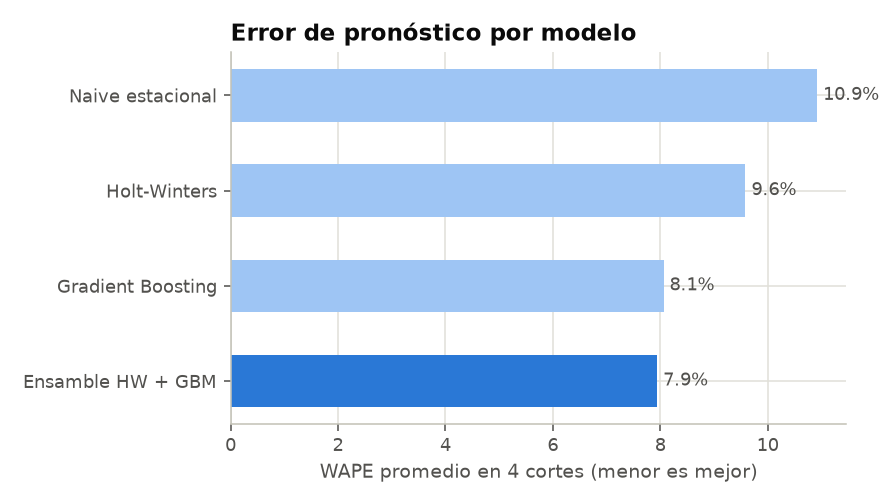 Error de pronóstico por modelo
Naive estacional
10.9%
Holt-Winters
9.6%
Gradient Boosting
8.1%
Ensamble HW + GBM
7.9%
0 2 4 6 8 10
WAPE promedio en 4 cortes (menor es mejor)